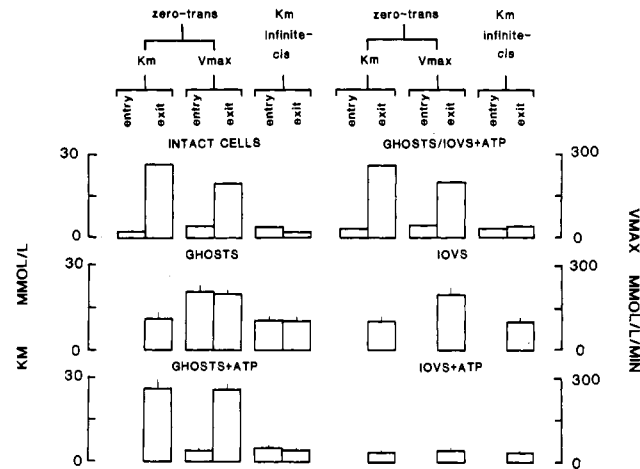 zero-trans
Km
infinite-
cis
zero-trans
Km
infinite-
cis
Km
Vmax
Km
Vmax
entry
exit
entry
exit
entry
exit
entry
exit
entry
exit
entry
exit
INTACT CELLS
GHOSTS/IOVS+ATP
30
0
300
0
GHOSTS
IOVS
30
0
300
0
GHOSTS+ATP
IOVS+ATP
30
0
300
0
KM MMOL/L
VMAX MMOL/L/MIN